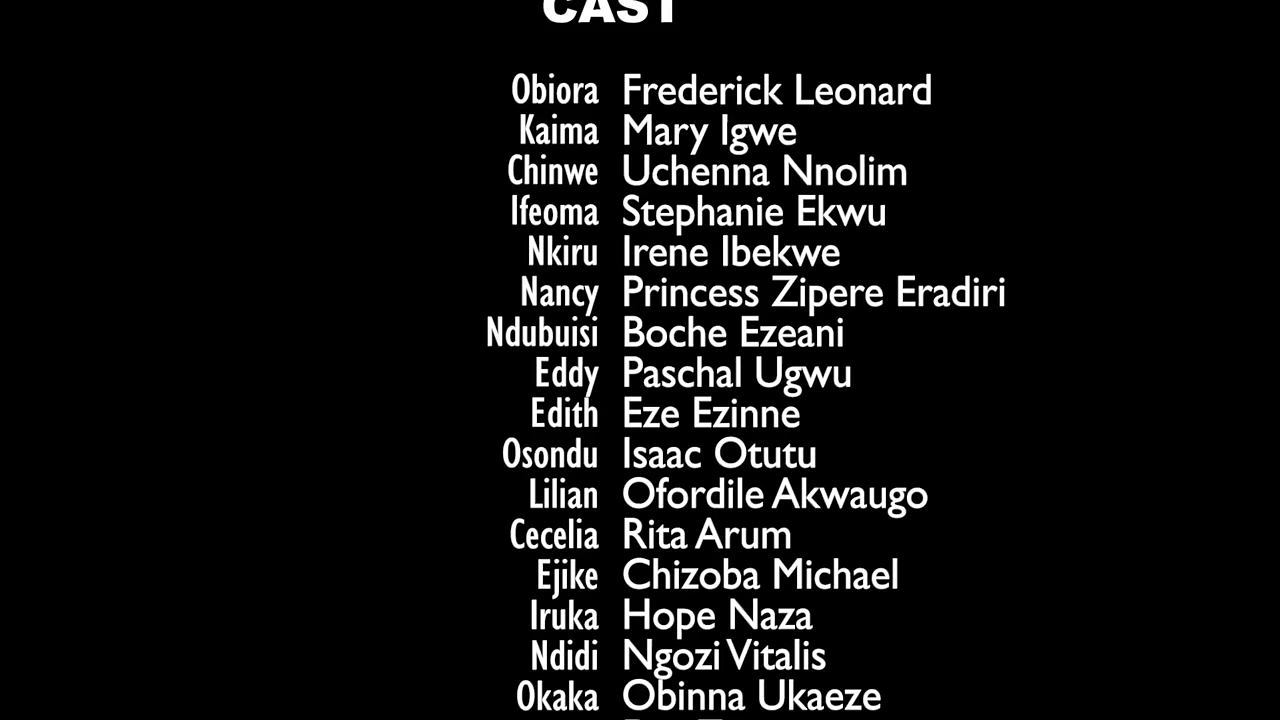 CAST
Obiora Frederick Leonard
Kaima Mary Igwe
Chinwe Uchenna Nnolim
Ifeoma Stephanie Ekwu
Nkiru Irene Ibekwe
Nancy Princess Zipere Eradiri
Ndubuisi Boche Ezeani
Eddy Paschal Ugwu
Edith Eze Ezinne
Osondu Isaac Otutu
Lilian Ofordile Akwaugo
Cecelia Rita Arum
Ejike Chizoba Michael
Iruka Hope Naza
Ndidi Ngozi Vitalis
Okaka Obinna Ukaeze